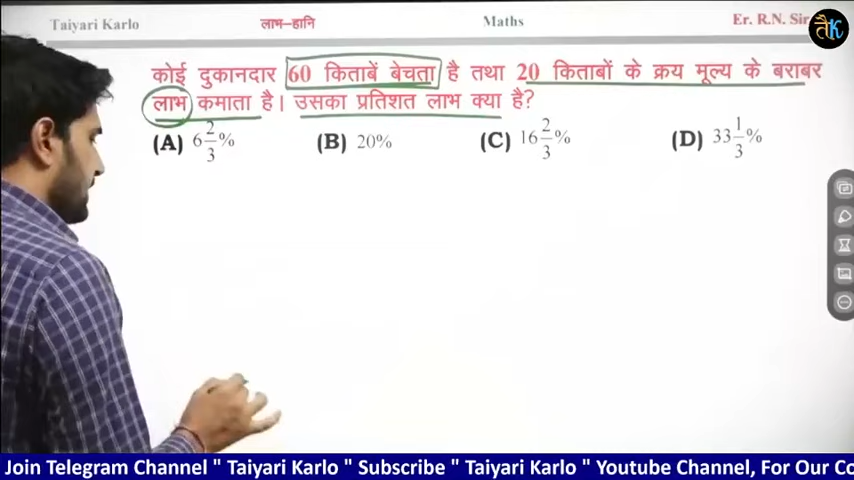 Taiyari Karlo लाभ–हानि Maths Er. R.N. Sir
तैK
कोई दुकानदार 60 किताबें बेचता है तथा 20 किताबों के क्रय मूल्य के बराबर
लाभ कमाता है। उसका प्रतिशत लाभ क्या है?
(A) 6 2/3% (B) 20% (C) 16 2/3% (D) 33 1/3%
Join Telegram Channel " Taiyari Karlo " Subscribe " Taiyari Karlo " Youtube Channel, For Our Co